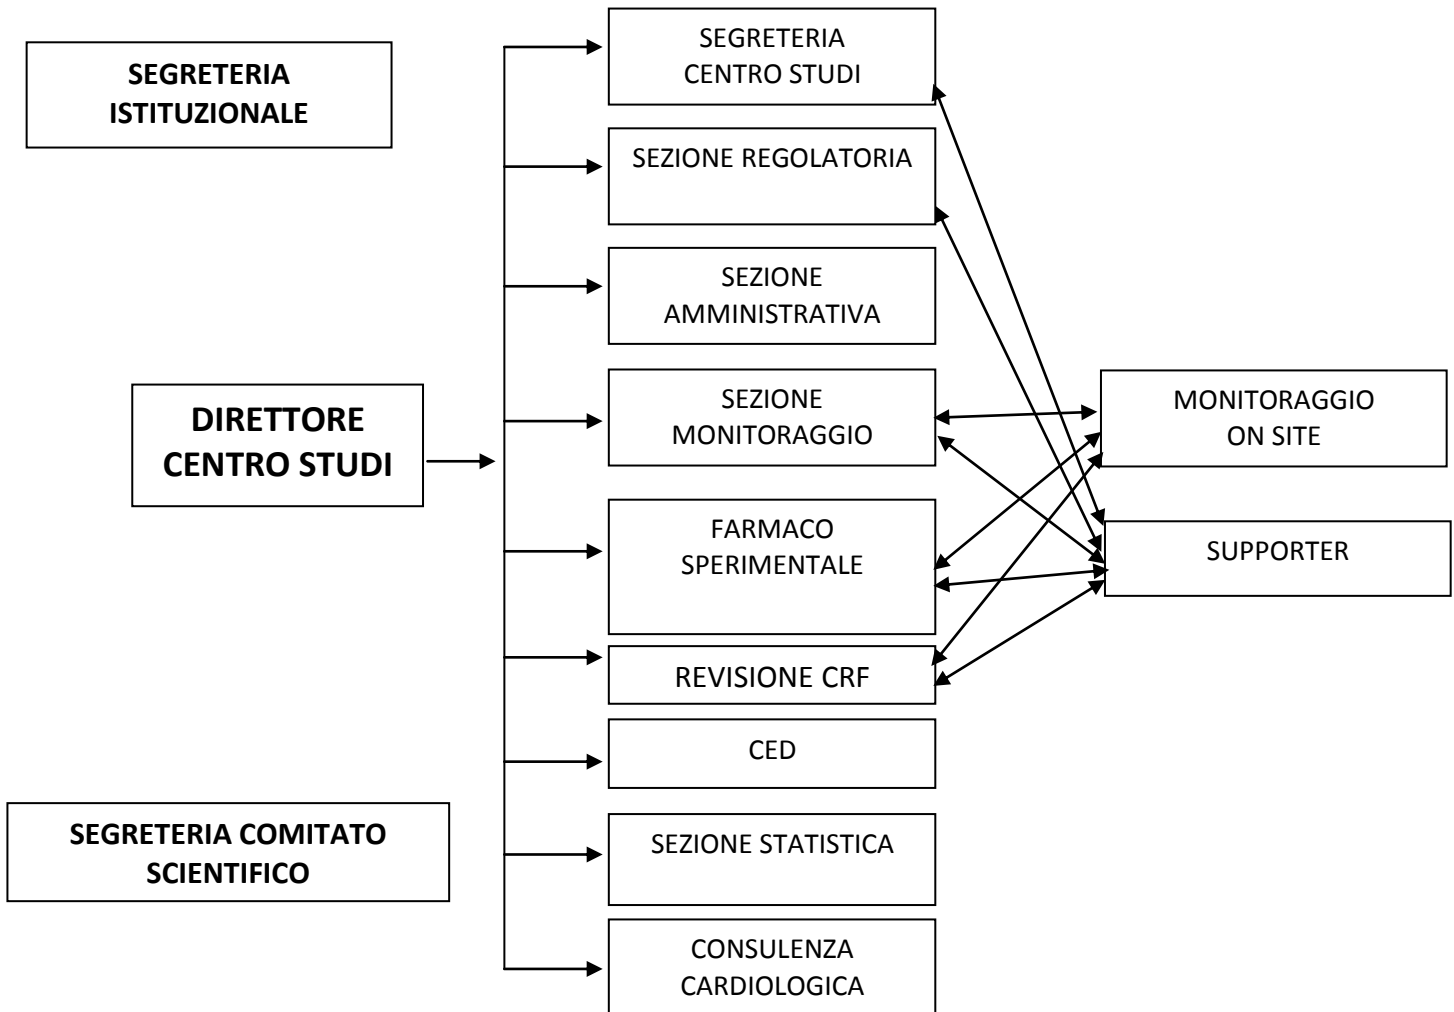 SEGRETERIA
ISTITUZIONALE
DIRETTORE
CENTRO STUDI
SEGRETERIA COMITATO
SCIENTIFICO
SEGRETERIA
CENTRO STUDI
SEZIONE REGOLATORIA
SEZIONE
AMMINISTRATIVA
SEZIONE
MONITORAGGIO
FARMACO
SPERIMENTALE
REVISIONE CRF
CED
SEZIONE STATISTICA
CONSULENZA
CARDIOLOGICA
MONITORAGGIO
ON SITE
SUPPORTER